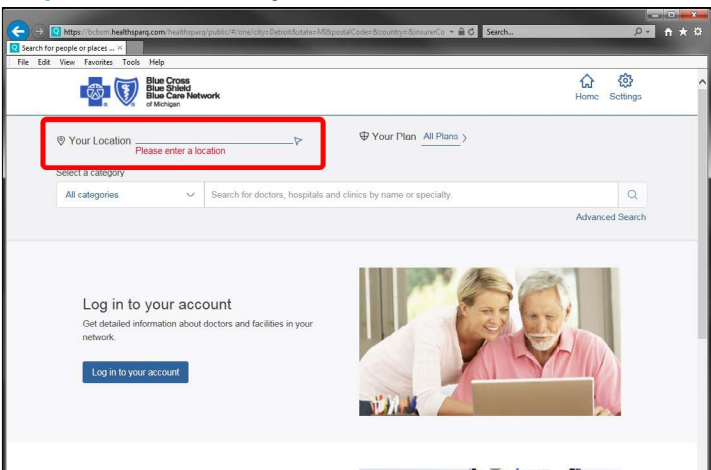 https://bcbsm.healthsparq.com/healthsparq/public/#/one/city=Detroit&state=MI&postalCode=&country=&insurerCo
Search...
Search for people or places ...
File Edit View Favorites Tools Help
Blue Cross
Blue Shield
Blue Care Network
of Michigan
Home Settings
Your Location
Please enter a location
Your Plan All Plans
Select a category
All categories
Search for doctors, hospitals and clinics by name or specialty.
Advanced Search
Log in to your account
Get detailed information about doctors and facilities in your
network.
Log in to your account